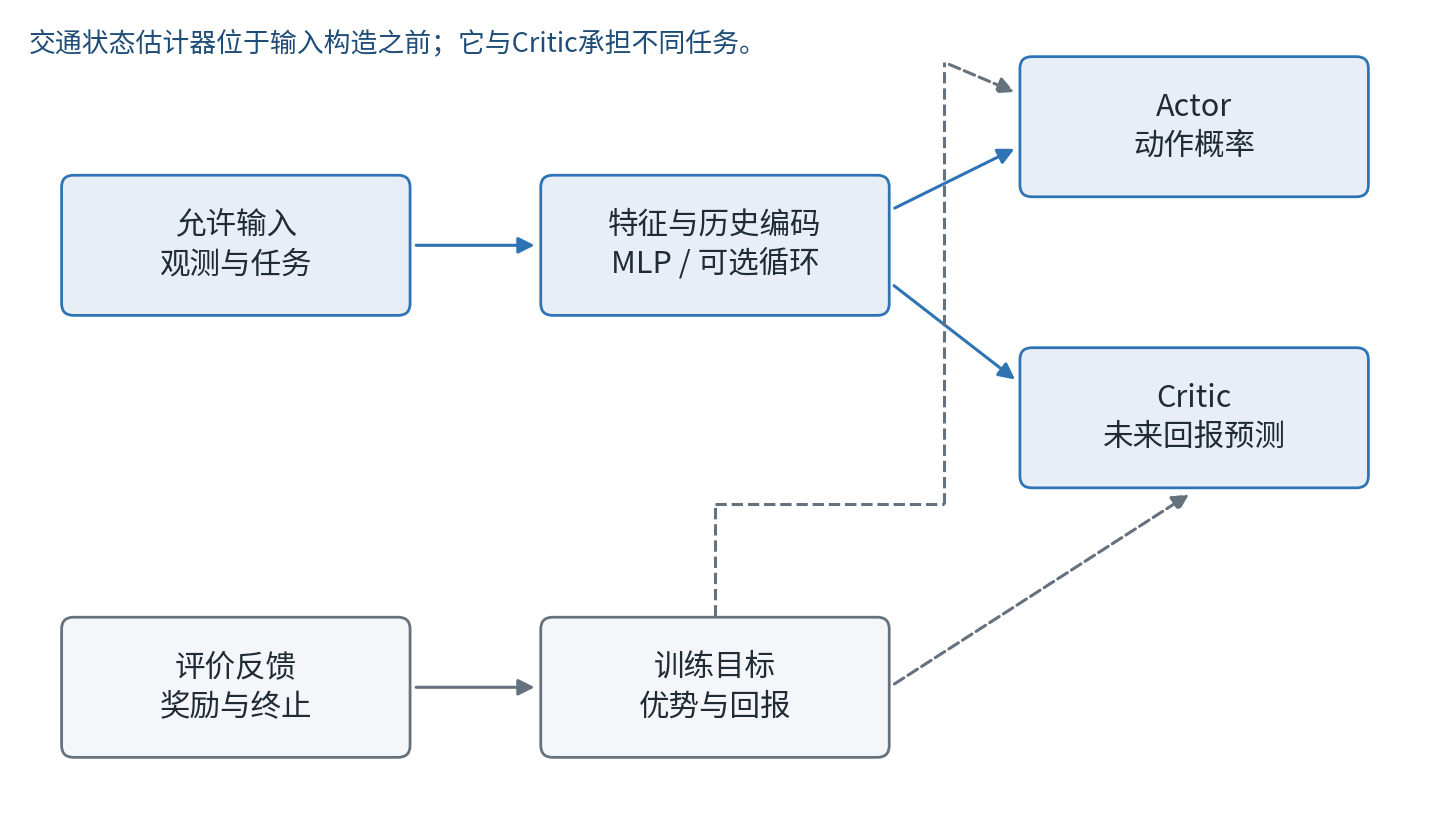 交通状态估计器位于输入构造之前；它与Critic承担不同任务。
Actor
动作概率
允许输入
观测与任务
特征与历史编码
MLP / 可选循环
Critic
未来回报预测
评价反馈
奖励与终止
训练目标
优势与回报